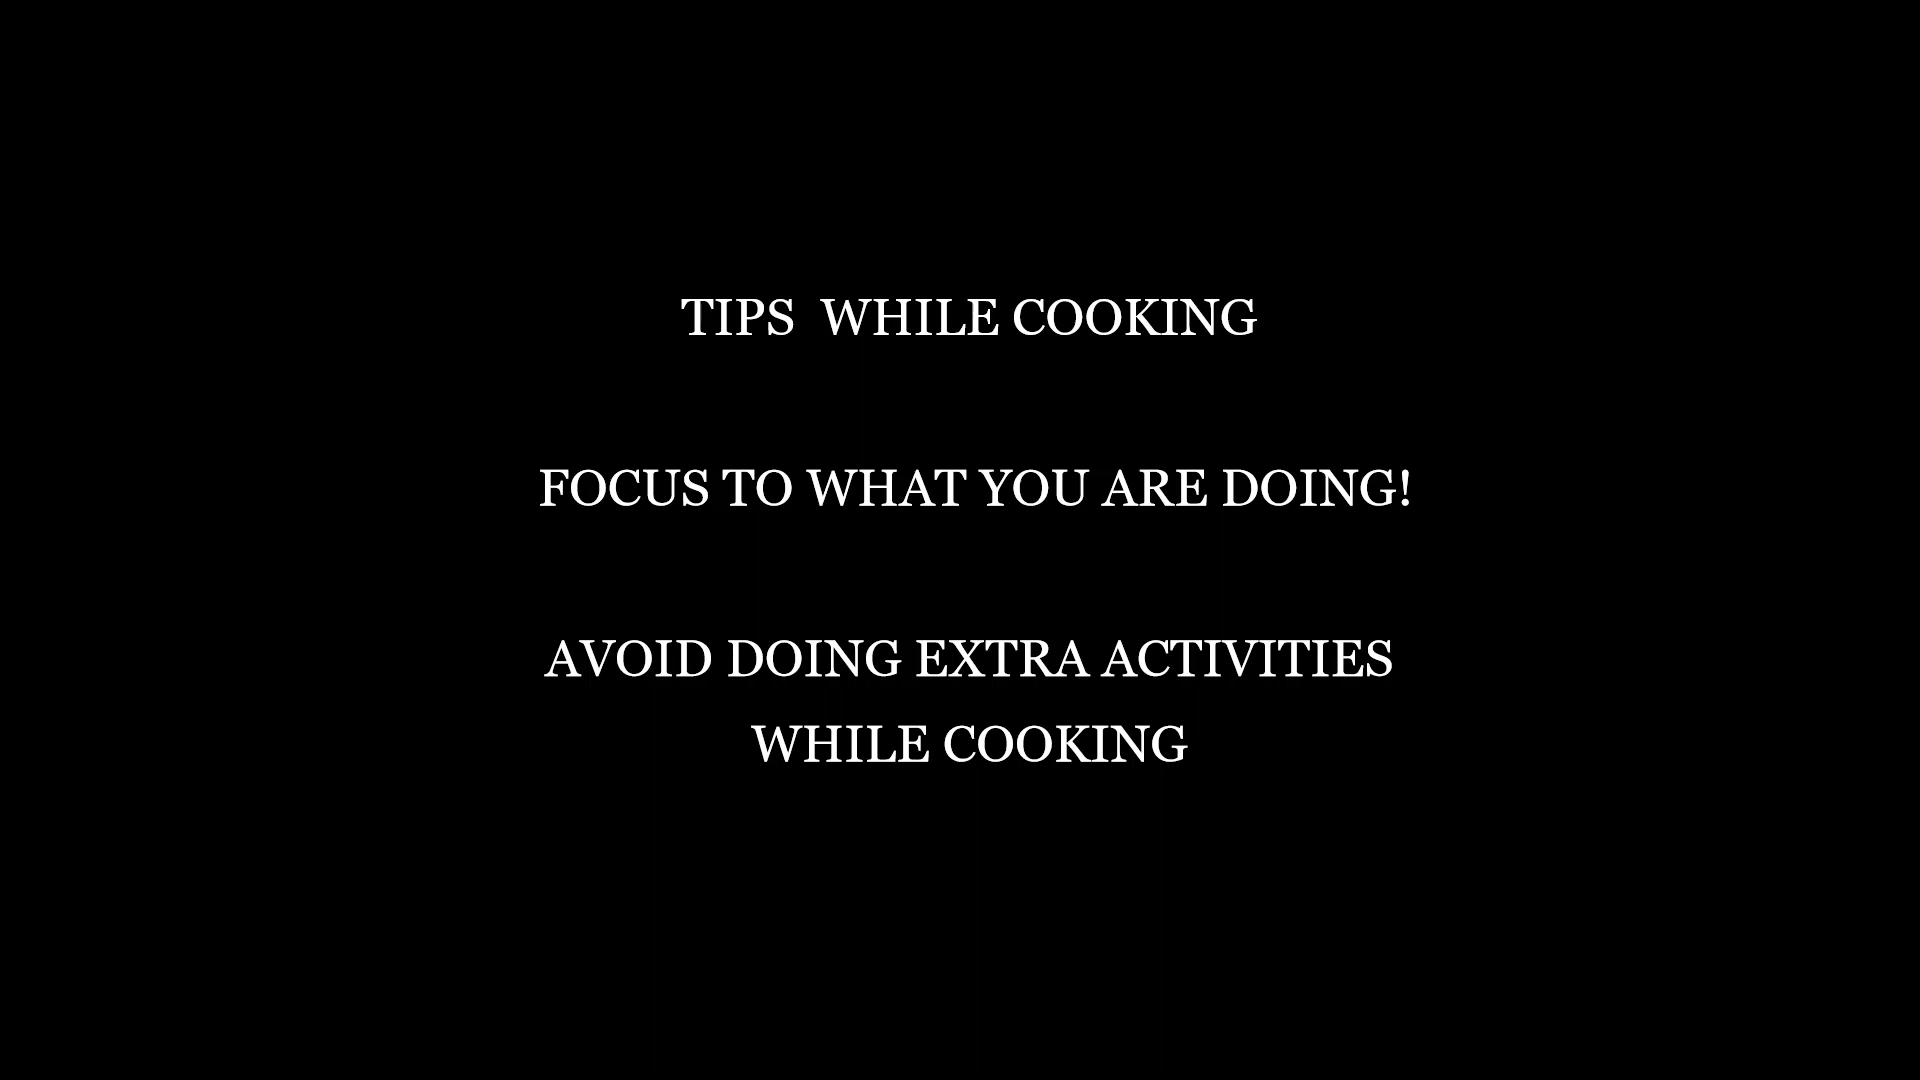 TIPS  WHILE COOKING
FOCUS TO WHAT YOU ARE DOING!
AVOID DOING EXTRA ACTIVITIES
WHILE COOKING